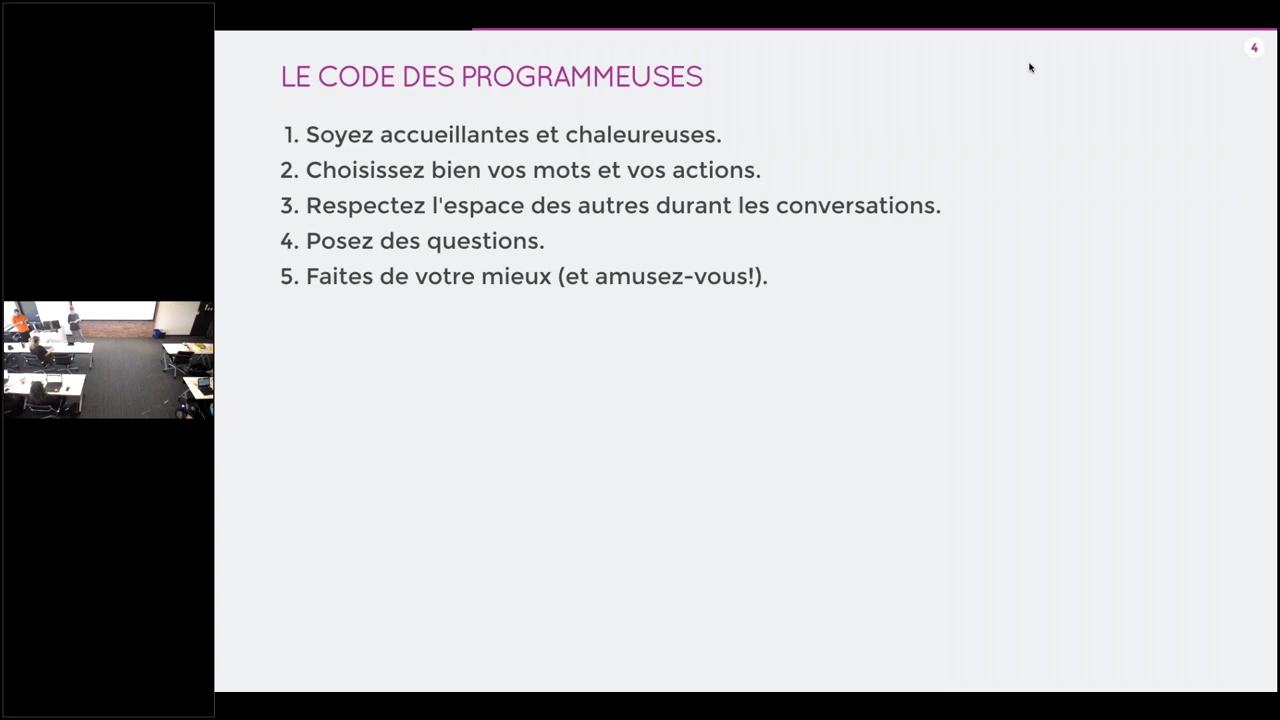 4
LE CODE DES PROGRAMMEUSES
1. Soyez accueillantes et chaleureuses.
2. Choisissez bien vos mots et vos actions.
3. Respectez l'espace des autres durant les conversations.
4. Posez des questions.
5. Faites de votre mieux (et amusez-vous!).